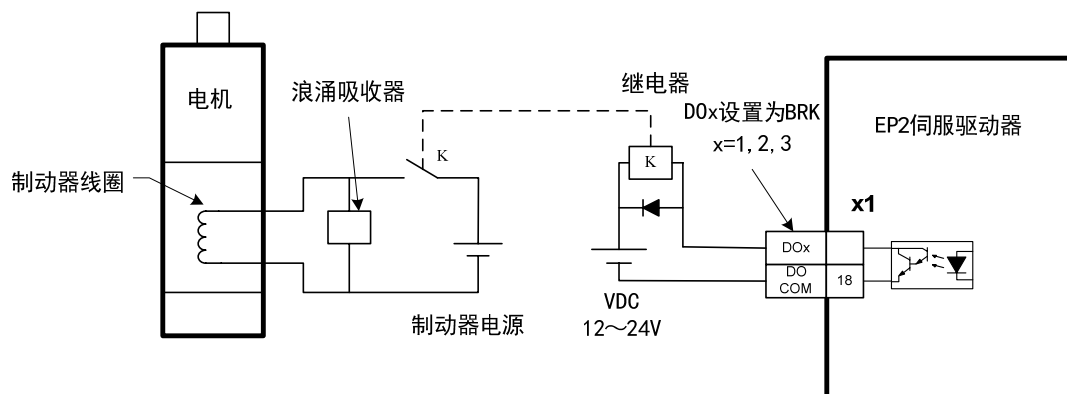 电机
浪涌吸收器
继电器
DOx设置为BRK
x=1,2,3
EP2伺服驱动器
K
K
制动器线圈
x1
DOx
DO
COM
18
制动器电源
VDC
12～24V